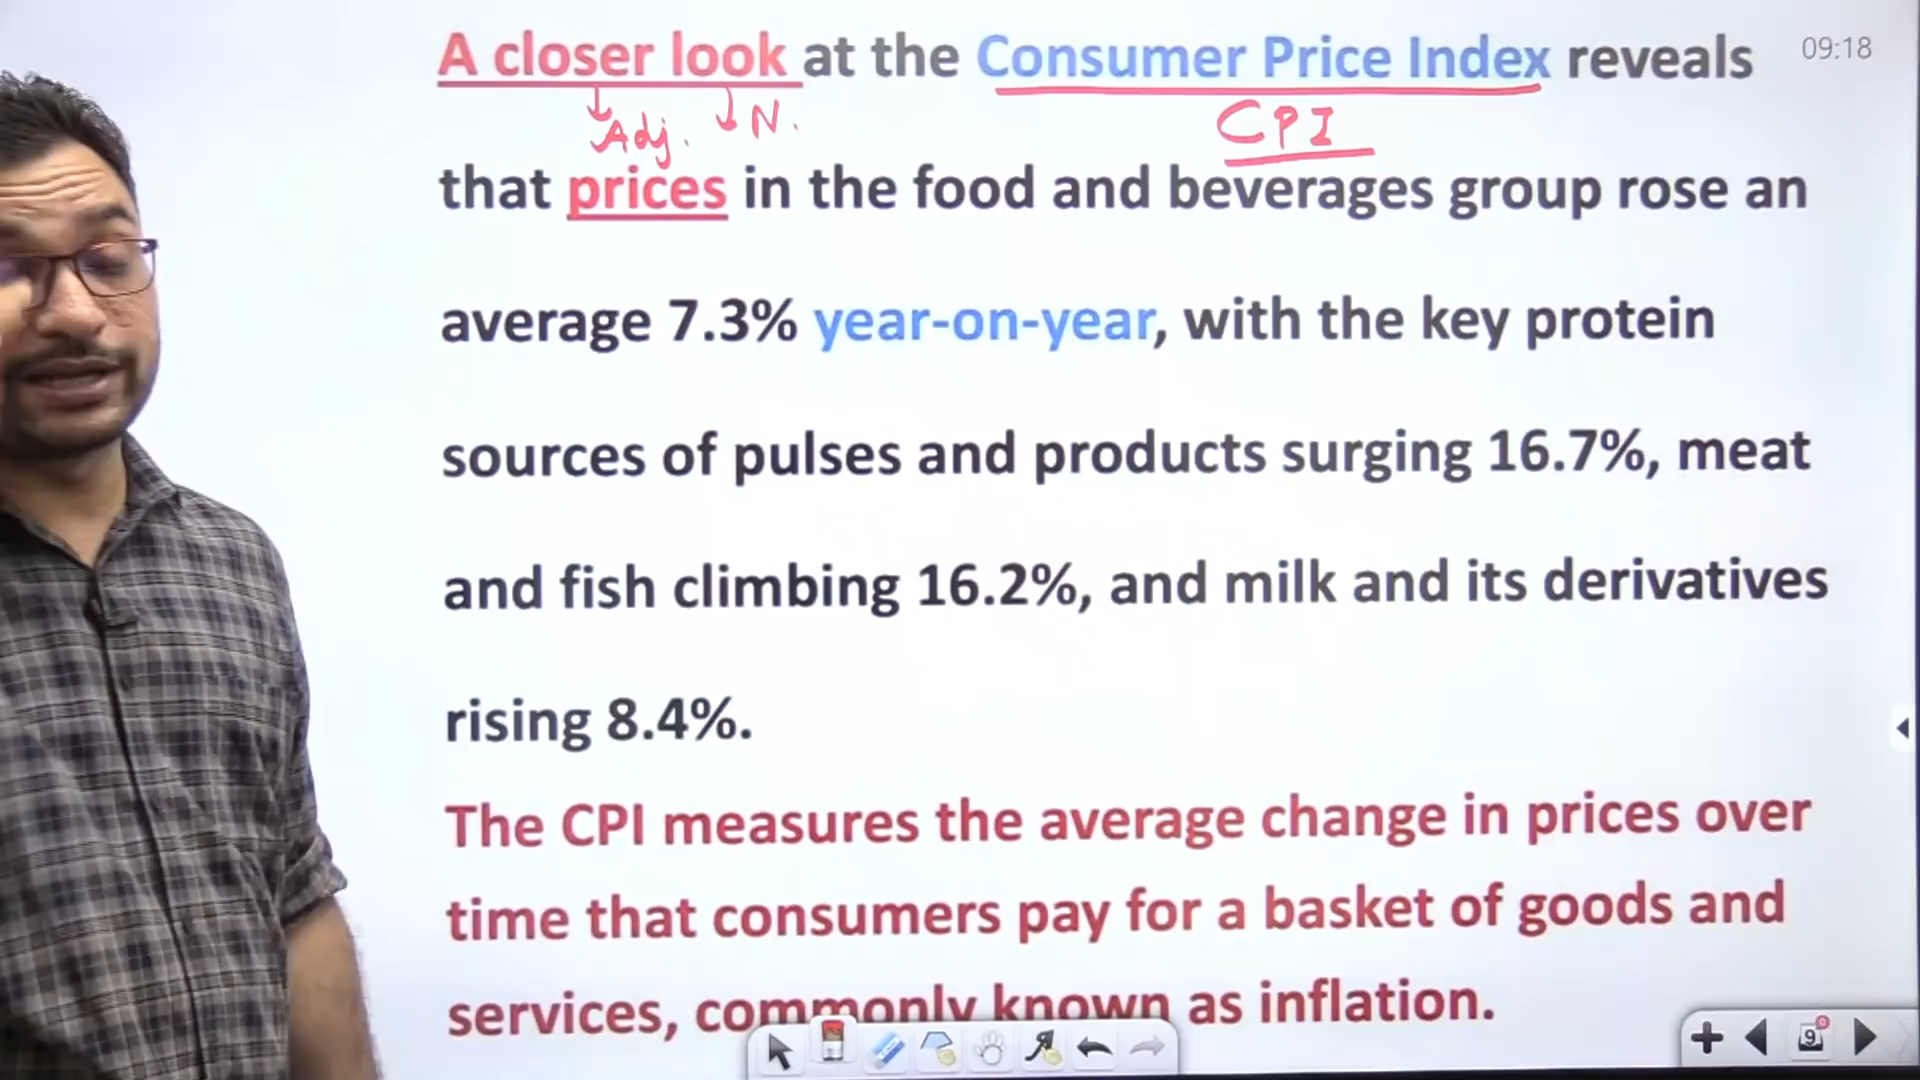 A closer look at the Consumer Price Index reveals
09:18
Adj. N.
CPI
that prices in the food and beverages group rose an
average 7.3% year-on-year, with the key protein
sources of pulses and products surging 16.7%, meat
and fish climbing 16.2%, and milk and its derivatives
rising 8.4%.
The CPI measures the average change in prices over
time that consumers pay for a basket of goods and
services, commonly known as inflation.
9
0